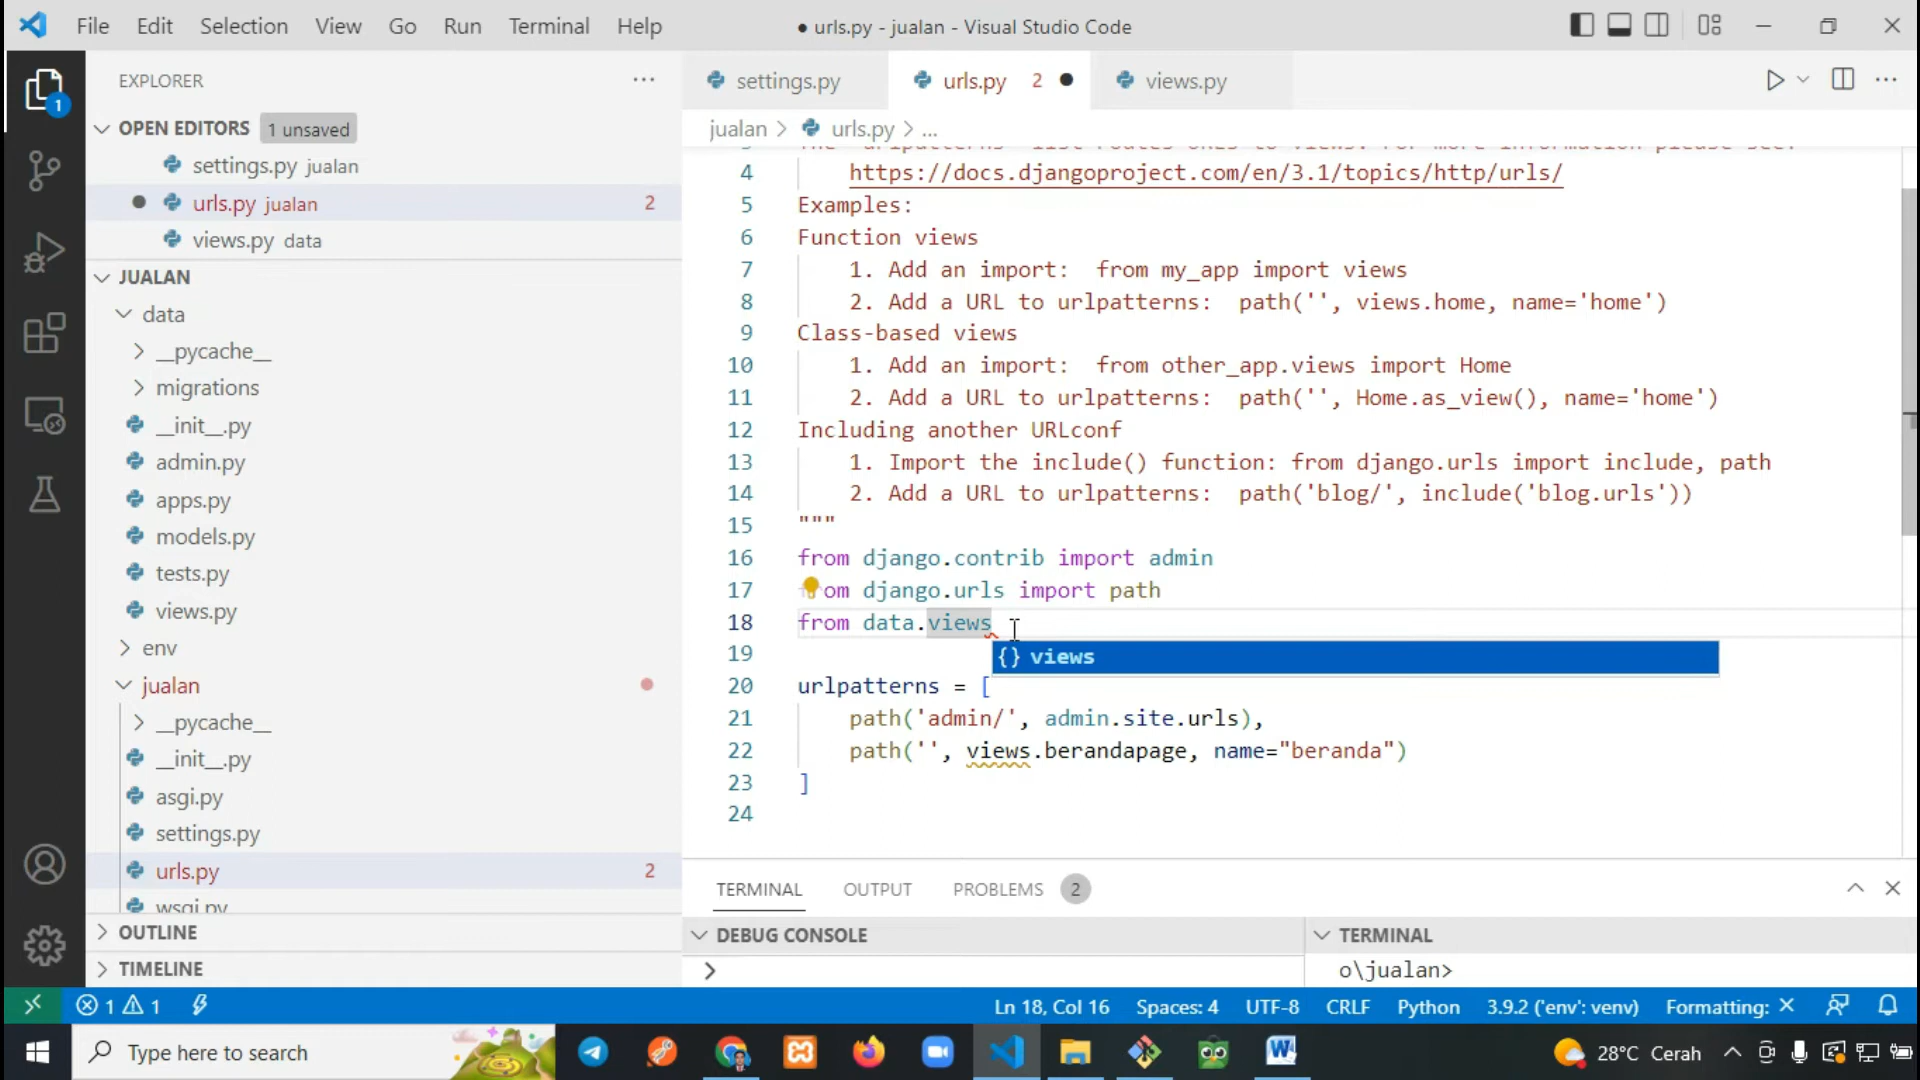 File Edit Selection View Go Run Terminal Help
● urls.py - jualan - Visual Studio Code
EXPLORER
OPEN EDITORS 1 unsaved
settings.py jualan
urls.py jualan 2
views.py data
JUALAN
data
__pycache__
migrations
__init__.py
admin.py
apps.py
models.py
tests.py
views.py
env
jualan
__pycache__
__init__.py
asgi.py
settings.py
urls.py 2
wsgi.py
OUTLINE
TIMELINE
1
settings.py urls.py 2 views.py
jualan > urls.py > ...
4 https://docs.djangoproject.com/en/3.1/topics/http/urls/
5 Examples:
6 Function views
7 1. Add an import:  from my_app import views
8 2. Add a URL to urlpatterns:  path('', views.home, name='home')
9 Class-based views
10 1. Add an import:  from other_app.views import Home
11 2. Add a URL to urlpatterns:  path('', Home.as_view(), name='home')
12 Including another URLconf
13 1. Import the include() function: from django.urls import include, path
14 2. Add a URL to urlpatterns:  path('blog/', include('blog.urls'))
15 """
16 from django.contrib import admin
17 om django.urls import path
18 from data.views
{} views
19
20 urlpatterns = [
21 path('admin/', admin.site.urls),
22 path('', views.berandapage, name="beranda")
23 ]
24
TERMINAL OUTPUT PROBLEMS 2
DEBUG CONSOLE
>
TERMINAL
o\jualan>
1 1
Ln 18, Col 16 Spaces: 4 UTF-8 CRLF Python 3.9.2 ('env': venv) Formatting: ×
Type here to search
28°C Cerah